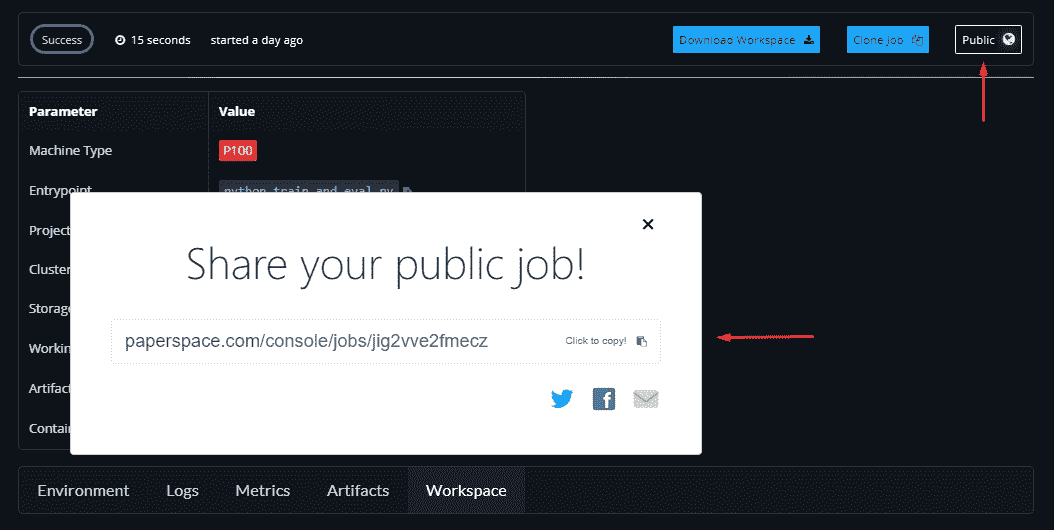 Success 15 seconds started a day ago Download Workspace Clone Job Public
Parameter Value
Machine Type P100
Entrypoint python train_and_eval.py
Project
Cluster
Storage
Workin
Artifact
Contai
Share your public job!
paperspace.com/console/jobs/jig2vve2fmecz Click to copy!
Environment Logs Metrics Artifacts Workspace